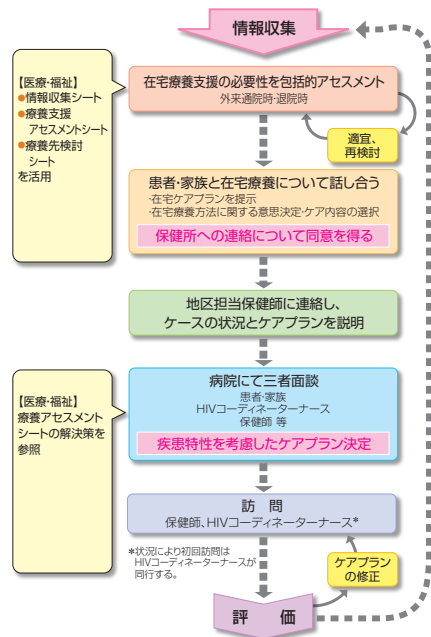 情報収集
【医療・福祉】
●情報収集シート
●療養支援
アセスメントシート
●療養先検討
シート
を活用
在宅療養支援の必要性を包括的アセスメント
外来通院時・退院時
適宜、
再検討
患者・家族と在宅療養について話し合う
・在宅ケアプランを提示
・在宅療養方法に関する意思決定・ケア内容の選択
保健所への連絡について同意を得る
地区担当保健師に連絡し、
ケースの状況とケアプランを説明
【医療・福祉】
療養アセスメント
シートの解決策を
参照
病院にて三者面談
患者・家族
HIVコーディネーターナース
保健師 等
疾患特性を考慮したケアプラン決定
訪 問
保健師、HIVコーディネーターナース*
*状況により初回訪問は
HIVコーディネーターナースが
同行する。
ケアプラン
の修正
評 価